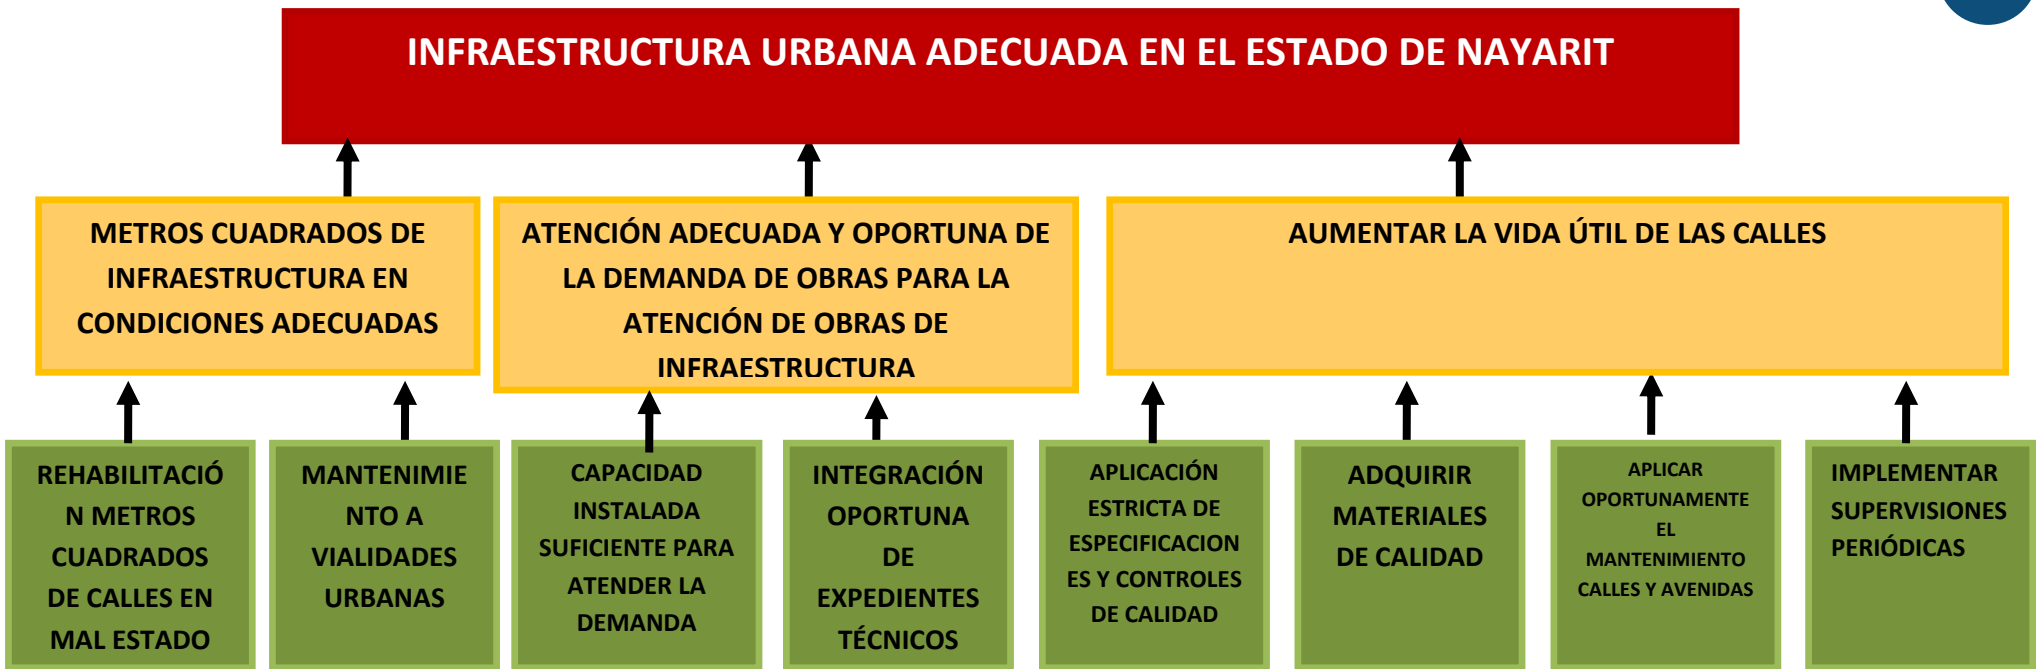 INFRAESTRUCTURA URBANA ADECUADA EN EL ESTADO DE NAYARIT
METROS CUADRADOS DE
INFRAESTRUCTURA EN
CONDICIONES ADECUADAS
ATENCIÓN ADECUADA Y OPORTUNA DE
LA DEMANDA DE OBRAS PARA LA
ATENCIÓN DE OBRAS DE
INFRAESTRUCTURA
AUMENTAR LA VIDA ÚTIL DE LAS CALLES
REHABILITACIÓ
N METROS
CUADRADOS
DE CALLES EN
MAL ESTADO
MANTENIMIE
NTO A
VIALIDADES
URBANAS
CAPACIDAD
INSTALADA
SUFICIENTE PARA
ATENDER LA
DEMANDA
INTEGRACIÓN
OPORTUNA
DE
EXPEDIENTES
TÉCNICOS
APLICACIÓN
ESTRICTA DE
ESPECIFICACION
ES Y CONTROLES
DE CALIDAD
ADQUIRIR
MATERIALES
DE CALIDAD
APLICAR
OPORTUNAMENTE
EL
MANTENIMIENTO
CALLES Y AVENIDAS
IMPLEMENTAR
SUPERVISIONES
PERIÓDICAS